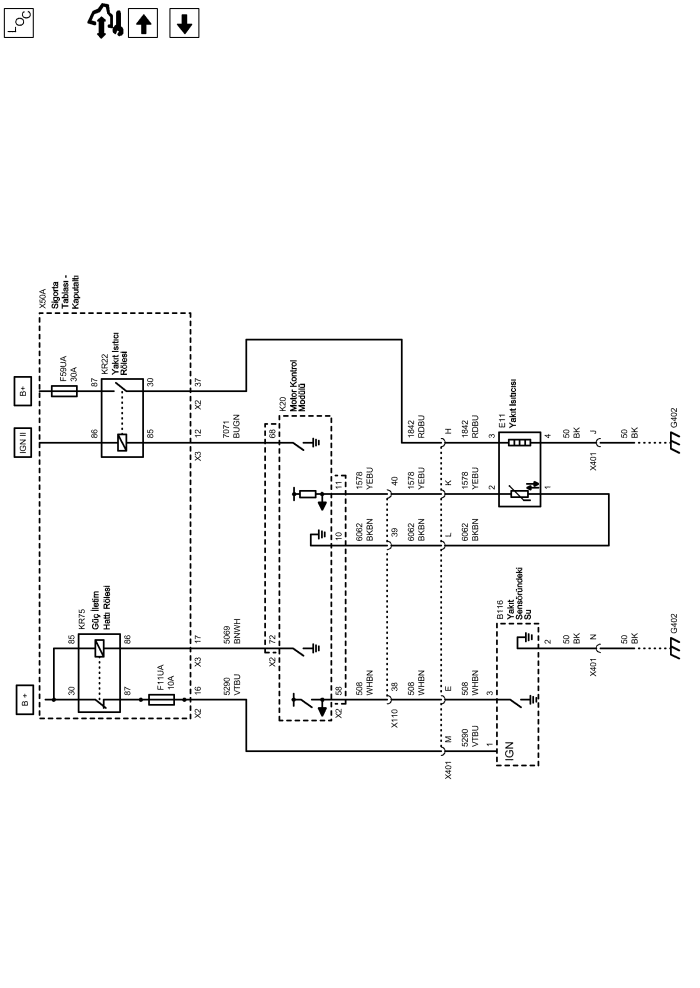 LOC
X50A
Sigorta
Tablası -
Kaputaltı
B+
F59UA
30A
87
KR22
Yakıt Isıtıcı
Rölesi
30
37
X2
IGN II
86
85
12
X3
7071
BUGN
68
K20
Motor Kontrol
Modülü
11
10
1578
YEBU
40
1578
YEBU
K
1578
YEBU
2
6062
BKBN
39
6062
BKBN
L
6062
BKBN
1
1842
RDBU
H
1842
RDBU
3
E11
Yakıt Isıtıcısı
4
50
BK
J
X401
50
BK
G402
B +
KR75
Güç İletim
Hattı Rölesi
85
86
30
87
F11UA
10A
17
X3
16
X2
5069
BNWH
72
X2
5290
VTBU
58
X2
508
WHBN
38
X110
508
WHBN
E
508
WHBN
3
M
X401
5290
VTBU
1
IGN
B116
Yakıt
Sensöründeki
Su
2
50
BK
N
X401
50
BK
G402